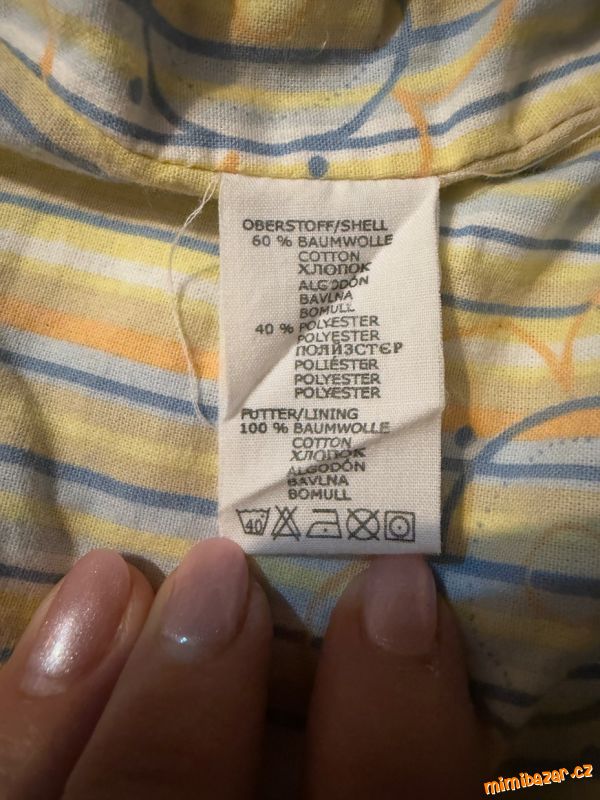 OBERSTOFF/SHELL
60 % BAUMWOLLE
COTTON
ХЛОПОК
ALGODÓN
BAVLNA
BOMULL
40 % POLYESTER
POLYESTER
ПОЛИЗСТЄР
POLIÉSTER
POLYESTER
POLYESTER
FUTTER/LINING
100 % BAUMWOLLE
COTTON
ХЛОПОК
ALGODÓN
BAVLNA
BOMULL
40
mimibazar.cz